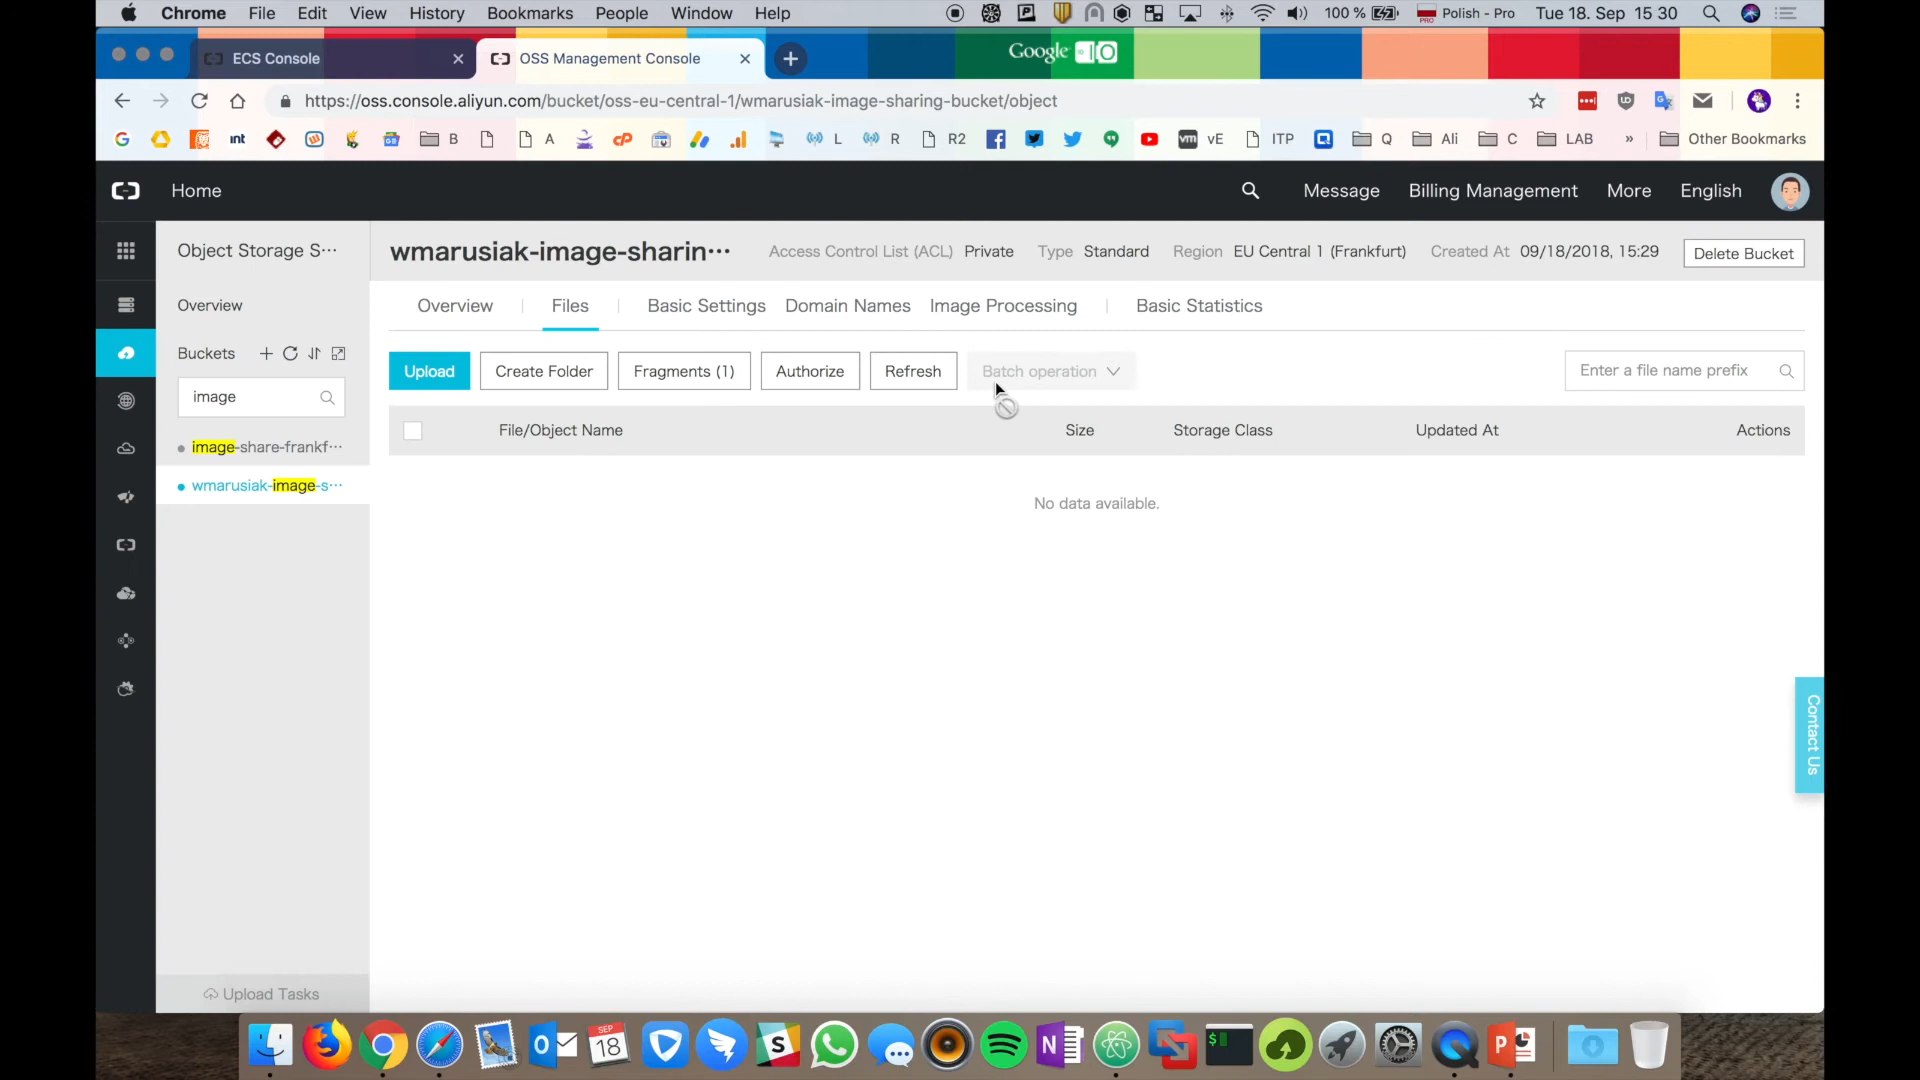 Chrome File Edit View History Bookmarks People Window Help 100 % Polish - Pro Tue 18. Sep 15 30
ECS Console OSS Management Console Google
https://oss.console.aliyun.com/bucket/oss-eu-central-1/wmarusiak-image-sharing-bucket/object
int B A L R R2 vm vE ITP Q Ali C LAB » Other Bookmarks
Home Message Billing Management More English
Object Storage S··· wmarusiak-image-sharin··· Access Control List (ACL) Private Type Standard Region EU Central 1 (Frankfurt) Created At 09/18/2018, 15:29 Delete Bucket
Overview Overview Files Basic Settings Domain Names Image Processing Basic Statistics
Buckets Upload Create Folder Fragments (1) Authorize Refresh Batch operation Enter a file name prefix
image
File/Object Name Size Storage Class Updated At Actions
image-share-frankf···
wmarusiak-image-s···
No data available.
Contact Us
Upload Tasks
SEP
18